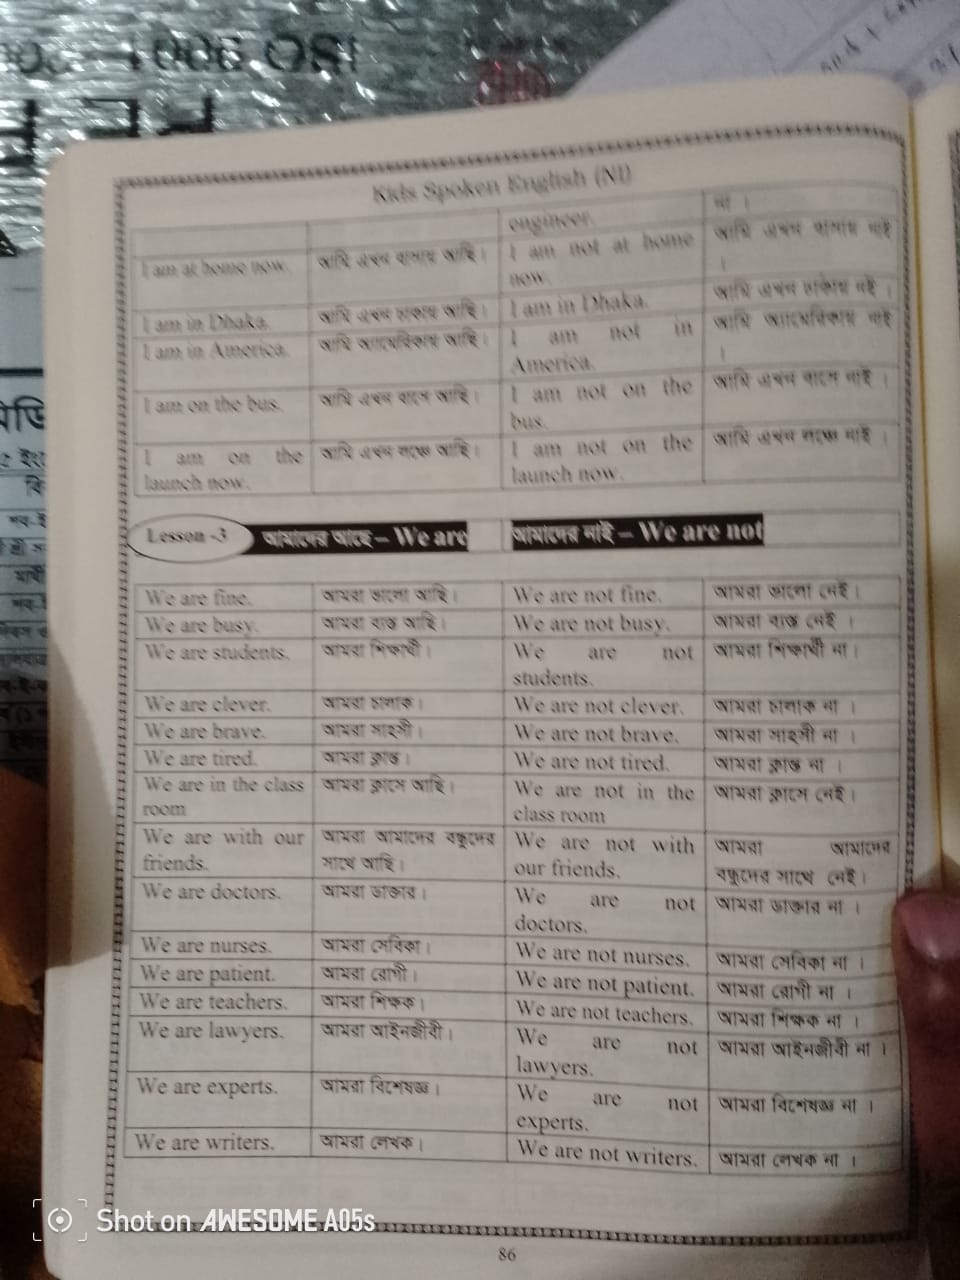 1006 OSI
Kids Spoken English (NI)
engineer. না ।
I am at home now. আমি এখন বাসায় আছি। I am not at home now. আমি এখন বাসায় নাই ।
I am in Dhaka. আমি এখন ঢাকায় আছি। I am in Dhaka. আমি এখন ঢাকায় নই ।
I am in America. আমি আমেরিকায় আছি। I am not in America. আমি আমেরিকায় নাই ।
I am on the bus. আমি এখন বাসে আছি। I am not on the bus. আমি এখন বাসে নাই ।
I am on the launch now. আমি এখন লঞ্চে আছি। I am not on the launch now. আমি এখন লঞ্চে নাই ।
Lesson -3 আমাদের আছে – We are আমাদের নাই – We are not
We are fine. আমরা ভালো আছি। We are not fine. আমরা ভালো নেই ।
We are busy. আমরা ব্যস্ত আছি। We are not busy. আমরা ব্যস্ত নেই ।
We are students. আমরা শিক্ষার্থী। We are not students. আমরা শিক্ষার্থী না ।
We are clever. আমরা চালাক। We are not clever. আমরা চালাক না ।
We are brave. আমরা সাহসী। We are not brave. আমরা সাহসী না ।
We are tired. আমরা ক্লান্ত। We are not tired. আমরা ক্লান্ত না ।
We are in the class room আমরা ক্লাসে আছি। We are not in the class room আমরা ক্লাসে নেই ।
We are with our friends. আমরা আমাদের বন্ধুদের সাথে আছি। We are not with our friends. আমরা আমাদের বন্ধুদের সাথে নেই ।
We are doctors. আমরা ডাক্তার। We are not doctors. আমরা ডাক্তার না ।
We are nurses. আমরা সেবিকা। We are not nurses. আমরা সেবিকা না ।
We are patient. আমরা রোগী। We are not patient. আমরা রোগী না ।
We are teachers. আমরা শিক্ষক। We are not teachers. আমরা শিক্ষক না ।
We are lawyers. আমরা আইনজীবী। We are not lawyers. আমরা আইনজীবী না ।
We are experts. আমরা বিশেষজ্ঞ। We are not experts. আমরা বিশেষজ্ঞ না ।
We are writers. আমরা লেখক। We are not writers. আমরা লেখক না ।
Shot on AWESOME A05s
86